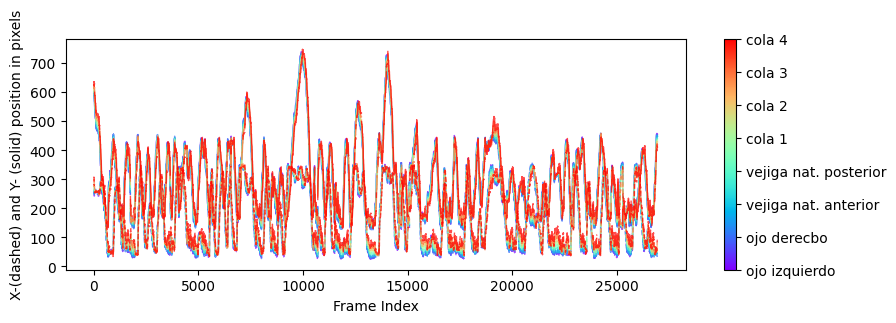 X-(dashed) and Y- (solid) position in pixels
700
600
500
400
300
200
100
0
0 5000 10000 15000 20000 25000
Frame Index
cola 4
cola 3
cola 2
cola 1
vejiga nat. posterior
vejiga nat. anterior
ojo derecbo
ojo izquierdo